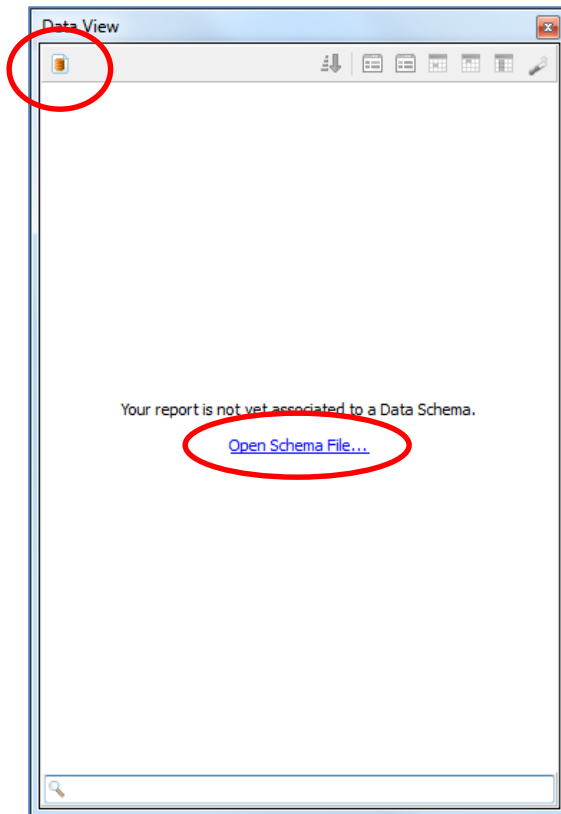 Data View
Your report is not yet associated to a Data Schema.
Open Schema File...